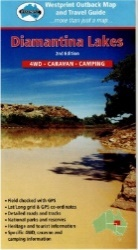 Westprint Outback Map
and Travel Guide
...more than just a map...
Diamantina Lakes
2nd Edition
4WD - CARAVAN - CAMPING
• Field checked with GPS
• Lat/Long grid & GPS co-ordinates
• Detailed roads and tracks
• National parks and reserves
• Heritage and tourist information
• Specific 4WD, caravan and
camping information